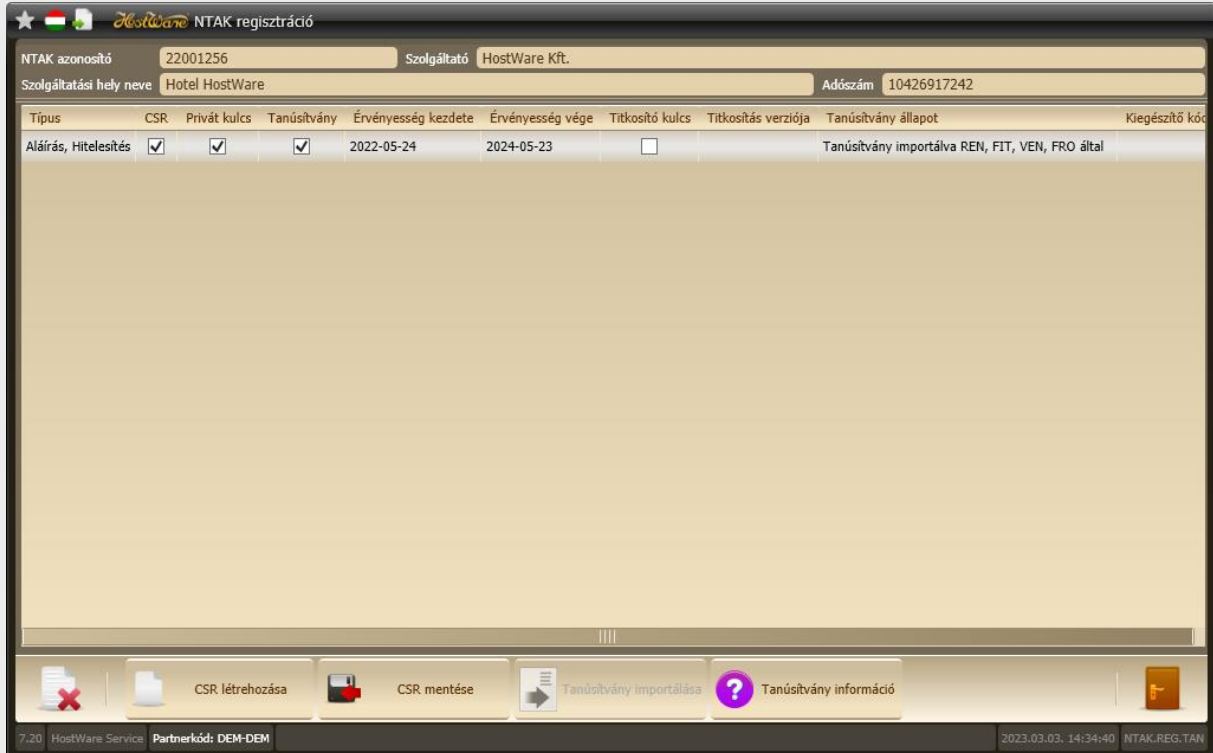 HostWare NTAK regisztráció
NTAK azonosító 22001256 Szolgáltató HostWare Kft.
Szolgáltatási hely neve Hotel HostWare Adószám 10426917242
Típus CSR Privát kulcs Tanúsítvány Érvényesség kezdete Érvényesség vége Titkosító kulcs Titkosítás verziója Tanúsítvány állapot Kiegészítő kód
Aláírás, Hitelesítés 2022-05-24 2024-05-23 Tanúsítvány importálva REN, FIT, VEN, FRO által
CSR létrehozása CSR mentése Tanúsítvány importálása ? Tanúsítvány információ
7.20 HostWare Service Partnerkód: DEM-DEM 2023.03.03. 14:34:40 NTAK.REG.TAN